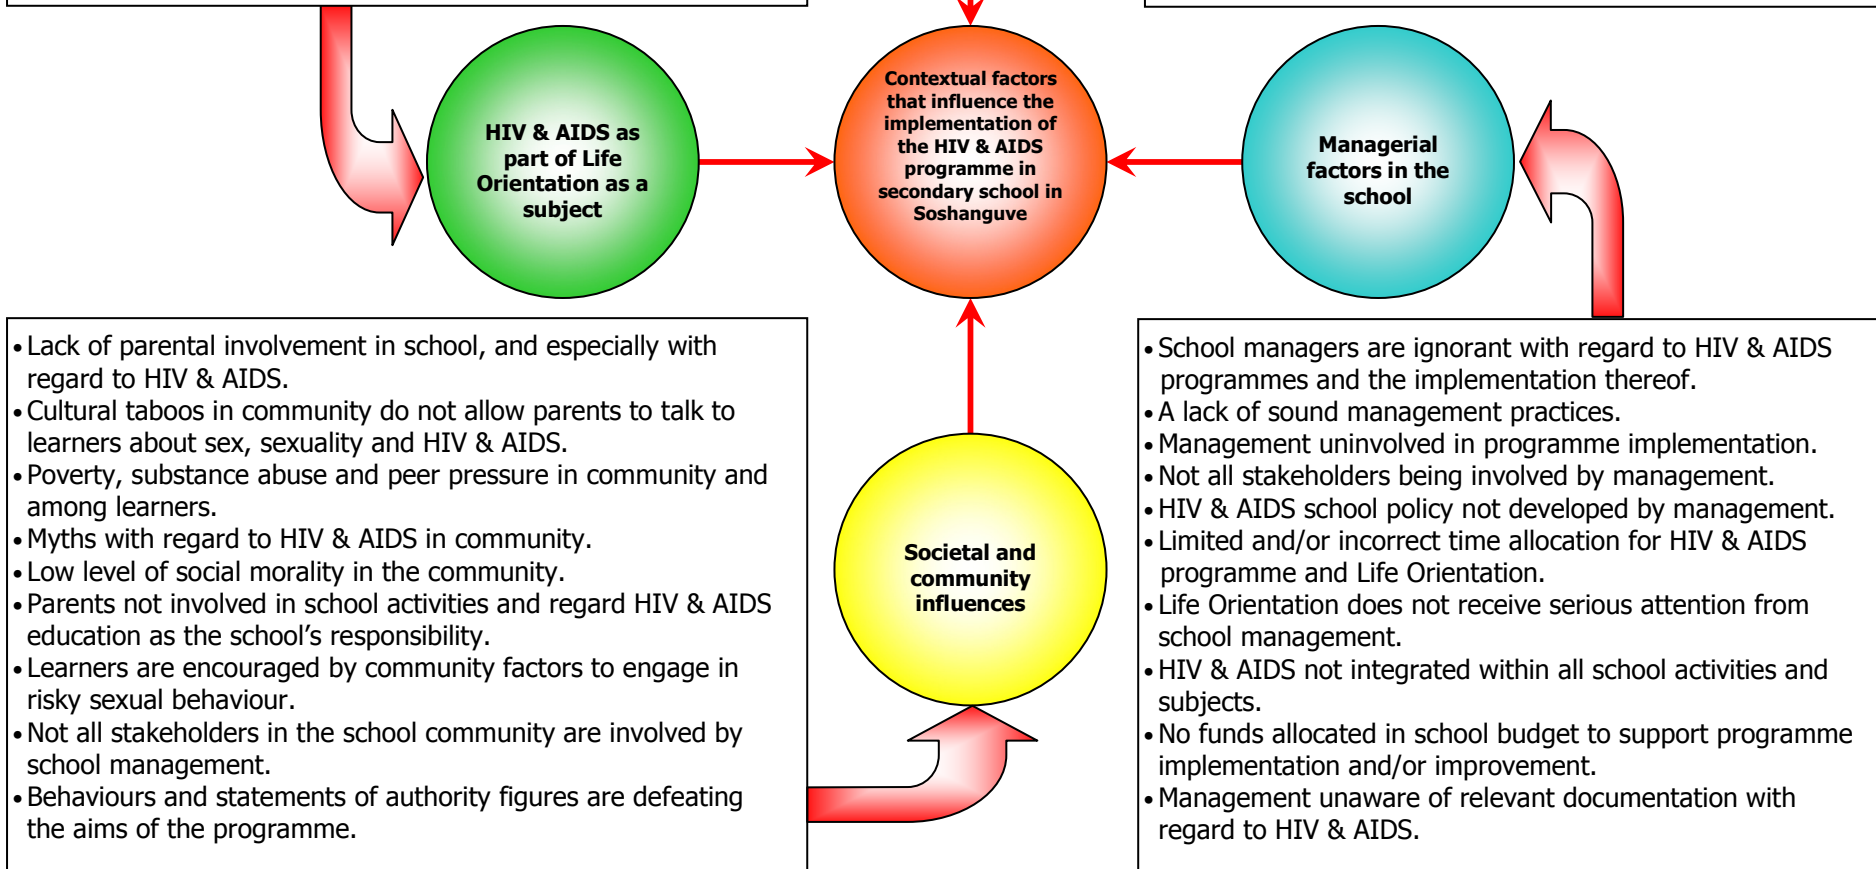 HIV & AIDS as
part of Life
Orientation as a
subject
Contextual factors
that influence the
implementation of
the HIV & AIDS
programme in
secondary school in
Soshanguve
Managerial
factors in the
school
•Lack of parental involvement in school, and especially with
regard to HIV & AIDS.
•Cultural taboos in community do not allow parents to talk to
learners about sex, sexuality and HIV & AIDS.
•Poverty, substance abuse and peer pressure in community and
among learners.
•Myths with regard to HIV & AIDS in community.
•Low level of social morality in the community.
•Parents not involved in school activities and regard HIV & AIDS
education as the school’s responsibility.
•Learners are encouraged by community factors to engage in
risky sexual behaviour.
•Not all stakeholders in the school community are involved by
school management.
•Behaviours and statements of authority figures are defeating
the aims of the programme.
Societal and
community
influences
•School managers are ignorant with regard to HIV & AIDS
programmes and the implementation thereof.
•A lack of sound management practices.
•Management uninvolved in programme implementation.
•Not all stakeholders being involved by management.
•HIV & AIDS school policy not developed by management.
•Limited and/or incorrect time allocation for HIV & AIDS
programme and Life Orientation.
•Life Orientation does not receive serious attention from
school management.
•HIV & AIDS not integrated within all school activities and
subjects.
•No funds allocated in school budget to support programme
implementation and/or improvement.
•Management unaware of relevant documentation with
regard to HIV & AIDS.